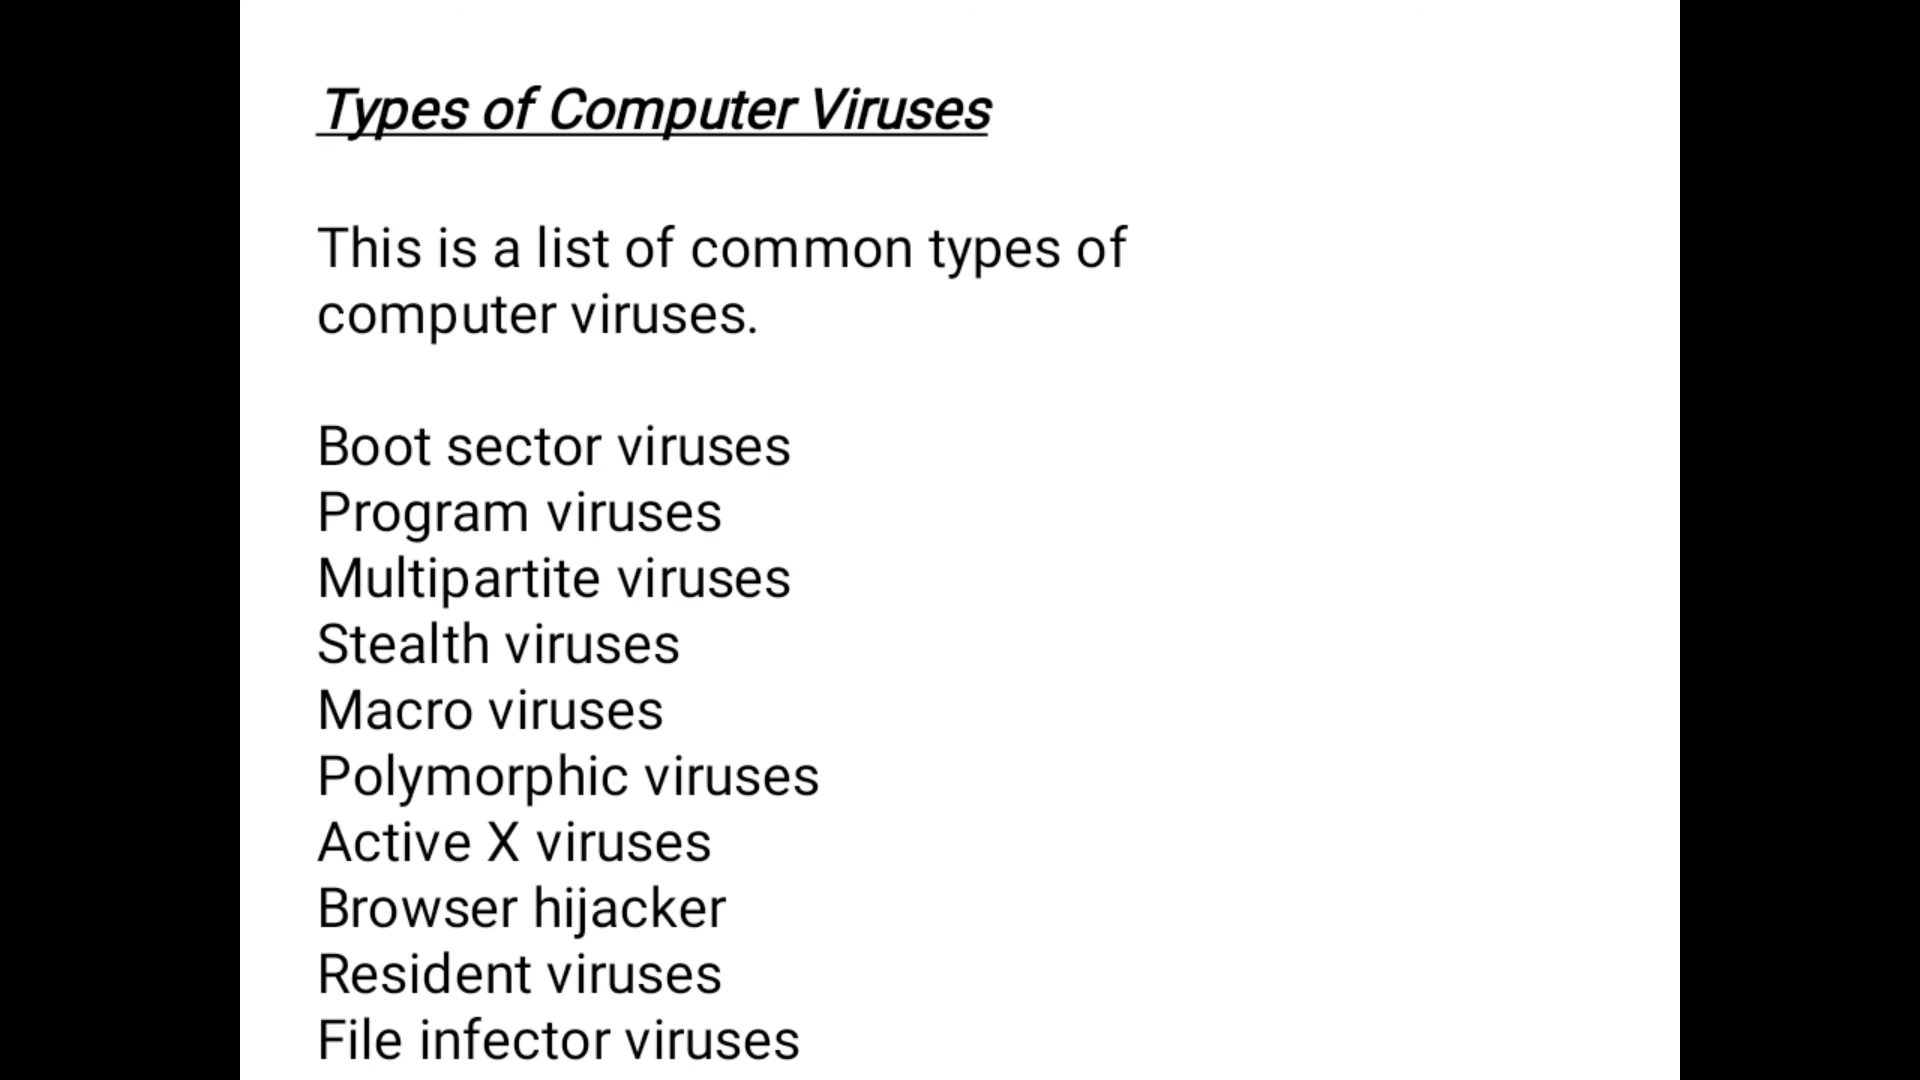 Types of Computer Viruses
This is a list of common types of
computer viruses.
Boot sector viruses
Program viruses
Multipartite viruses
Stealth viruses
Macro viruses
Polymorphic viruses
Active X viruses
Browser hijacker
Resident viruses
File infector viruses